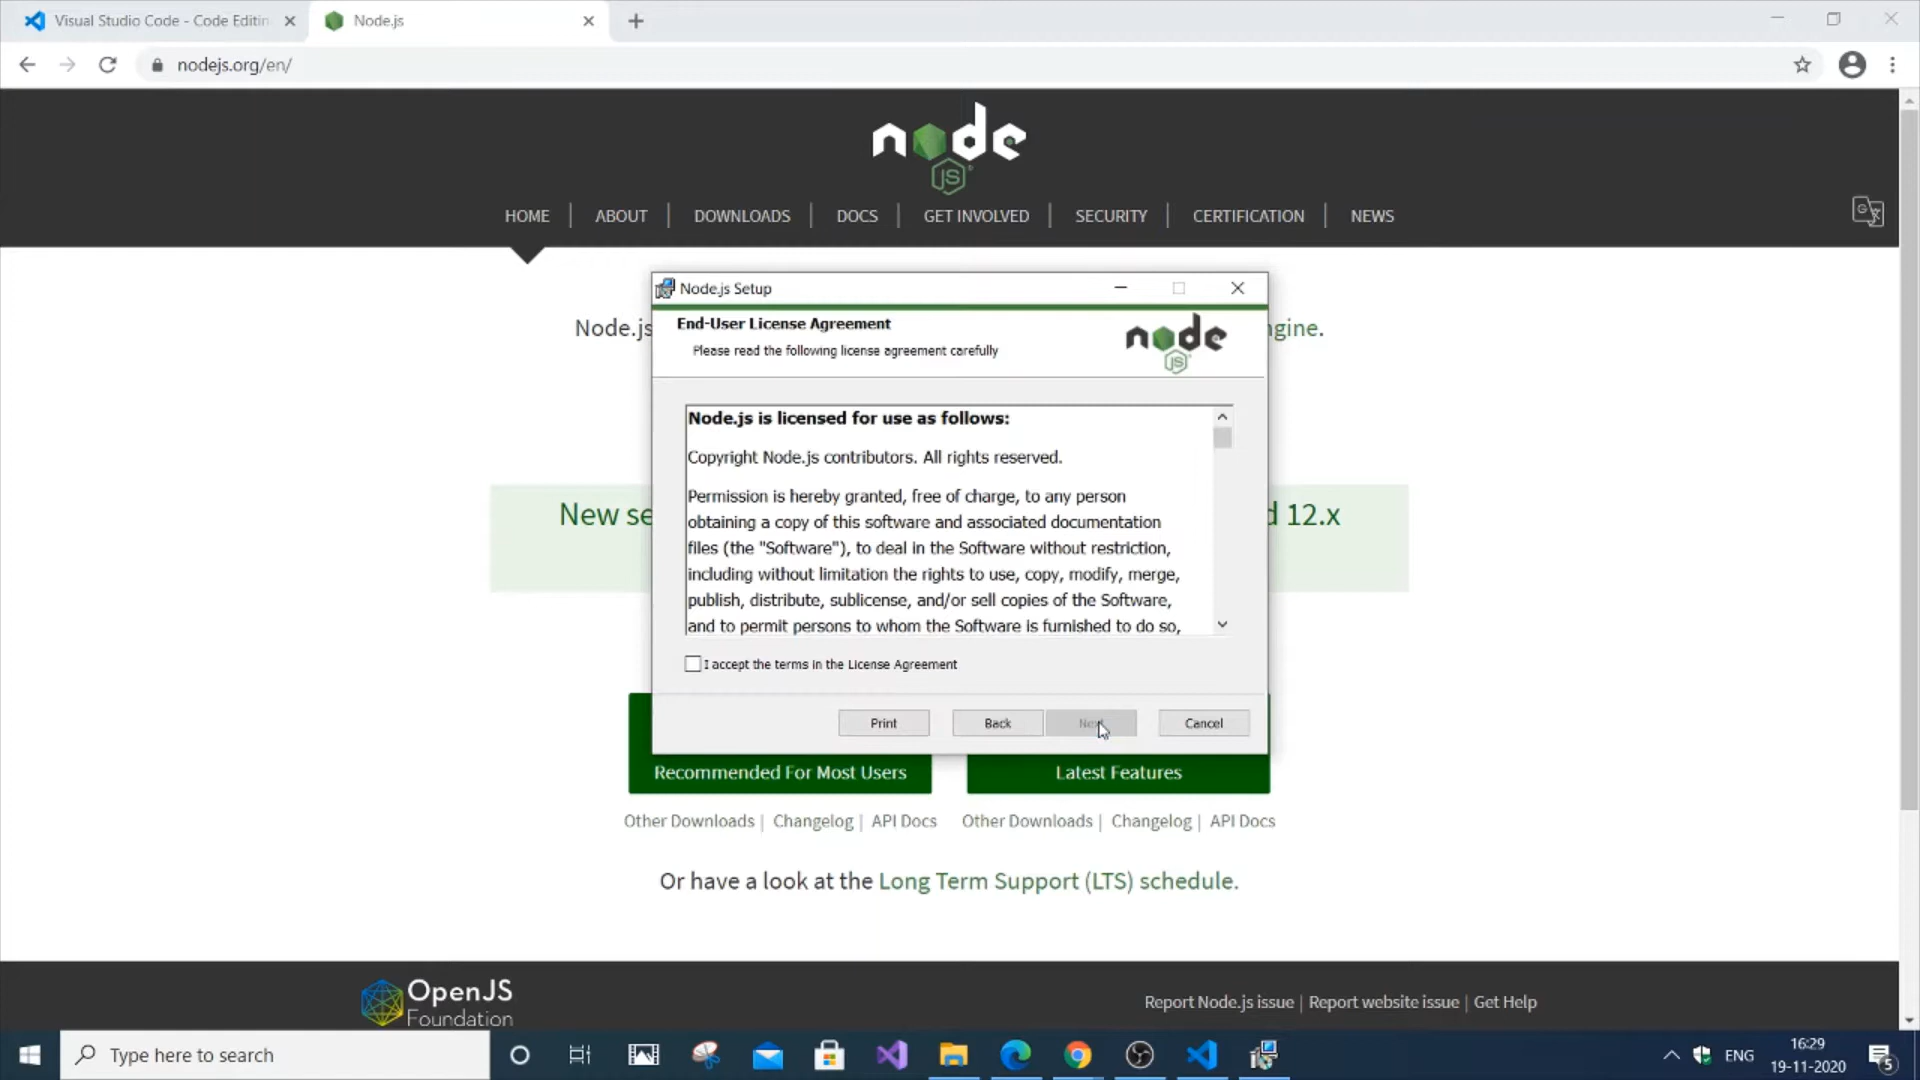 Visual Studio Code - Code Editin
Node.js
nodejs.org/en/
node
JS
HOME | ABOUT | DOWNLOADS | DOCS | GET INVOLVED | SECURITY | CERTIFICATION | NEWS
Node.js Setup
End-User License Agreement
Please read the following license agreement carefully
node
JS
Node.js
ngine.
Node.js is licensed for use as follows:
Copyright Node.js contributors. All rights reserved.
Permission is hereby granted, free of charge, to any person
obtaining a copy of this software and associated documentation
files (the "Software"), to deal in the Software without restriction,
including without limitation the rights to use, copy, modify, merge,
publish, distribute, sublicense, and/or sell copies of the Software,
and to permit persons to whom the Software is furnished to do so,
New se
d 12.x
I accept the terms in the License Agreement
Print
Back
Cancel
Recommended For Most Users
Latest Features
Other Downloads | Changelog | API Docs
Other Downloads | Changelog | API Docs
Or have a look at the Long Term Support (LTS) schedule.
OpenJS
Foundation
Report Node.js issue | Report website issue | Get Help
Type here to search
ENG
16:29
19-11-2020
5